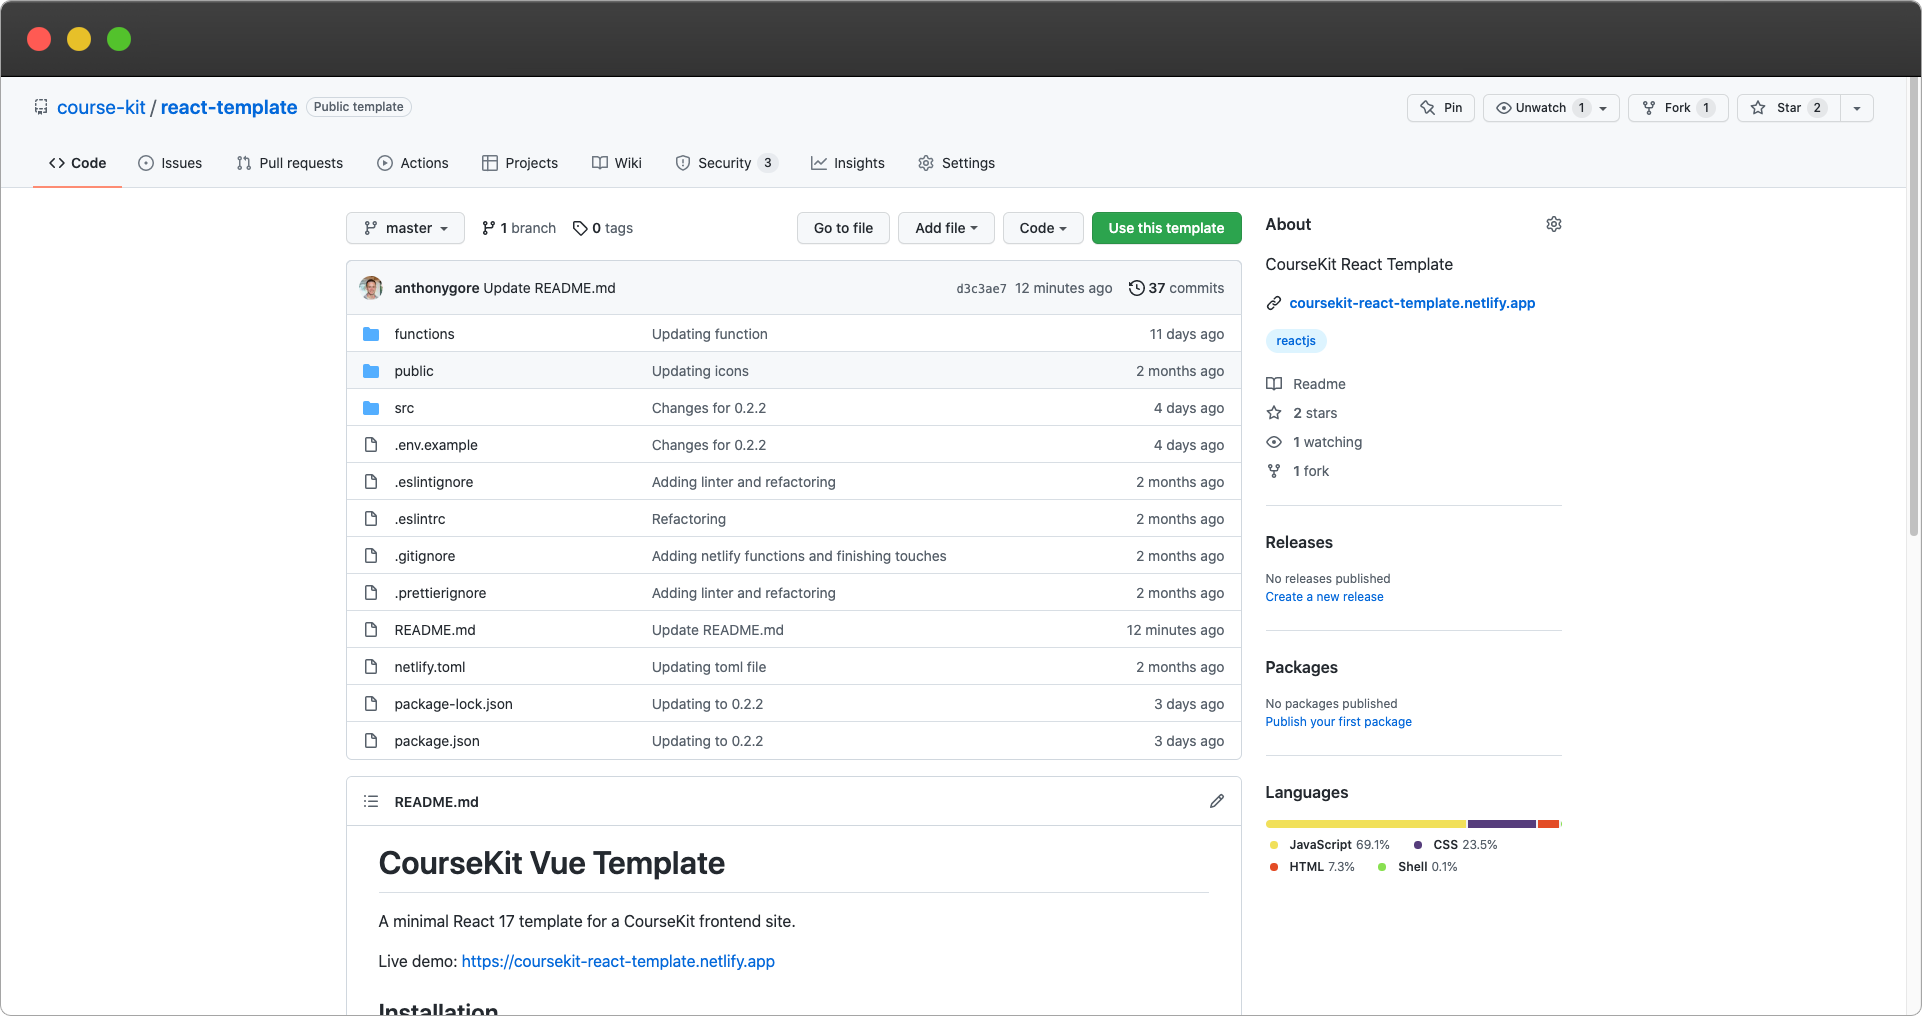 course-kit / react-template Public template
Pin Unwatch 1 Fork 1 Star 2
Code Issues Pull requests Actions Projects Wiki Security 3 Insights Settings
master 1 branch 0 tags Go to file Add file Code Use this template
anthonygore Update README.md d3c3ae7 12 minutes ago 37 commits
functions Updating function 11 days ago
public Updating icons 2 months ago
src Changes for 0.2.2 4 days ago
.env.example Changes for 0.2.2 4 days ago
.eslintignore Adding linter and refactoring 2 months ago
.eslintrc Refactoring 2 months ago
.gitignore Adding netlify functions and finishing touches 2 months ago
.prettierignore Adding linter and refactoring 2 months ago
README.md Update README.md 12 minutes ago
netlify.toml Updating toml file 2 months ago
package-lock.json Updating to 0.2.2 3 days ago
package.json Updating to 0.2.2 3 days ago
README.md
CourseKit Vue Template
A minimal React 17 template for a CourseKit frontend site.
Live demo: https://coursekit-react-template.netlify.app
Installation
About
CourseKit React Template
coursekit-react-template.netlify.app
reactjs
Readme
2 stars
1 watching
1 fork
Releases
No releases published
Create a new release
Packages
No packages published
Publish your first package
Languages
JavaScript 69.1% CSS 23.5%
HTML 7.3% Shell 0.1%